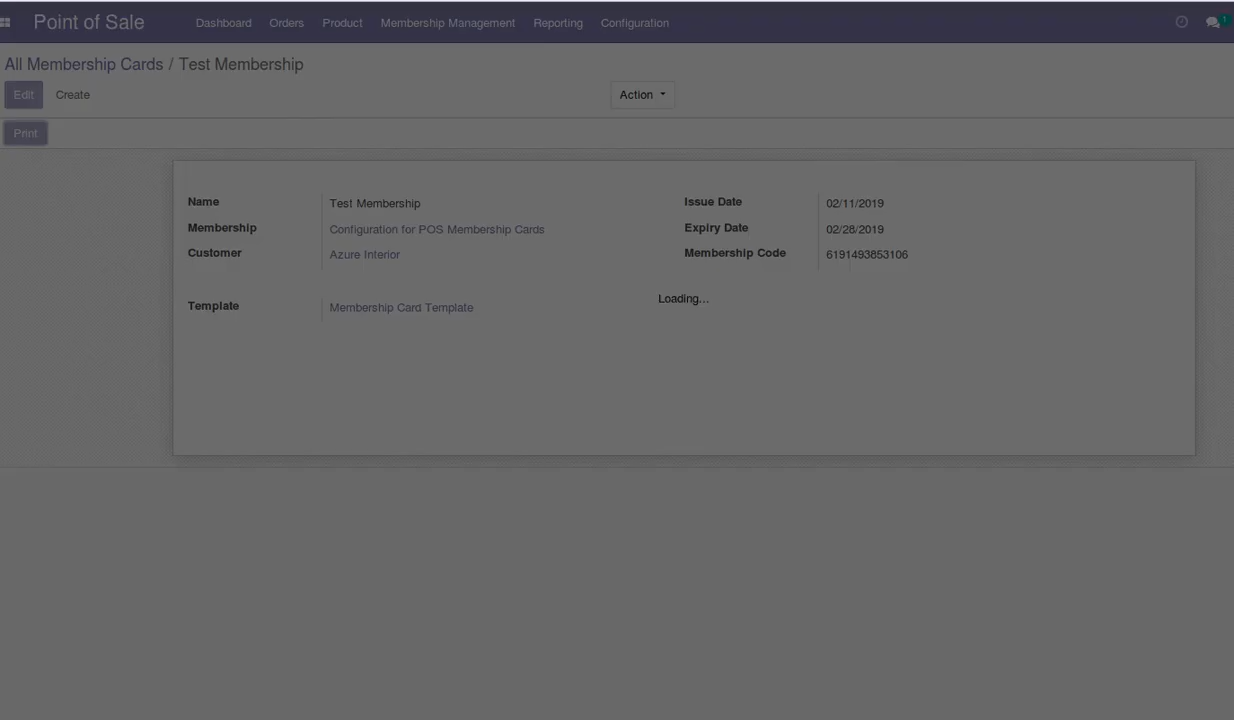 Point of Sale Dashboard Orders Product Membership Management Reporting Configuration 1
All Membership Cards / Test Membership
Edit Create Action
Print
Name Test Membership Issue Date 02/11/2019
Membership Configuration for POS Membership Cards Expiry Date 02/28/2019
Customer Azure Interior Membership Code 6191493853106
Loading...
Template Membership Card Template